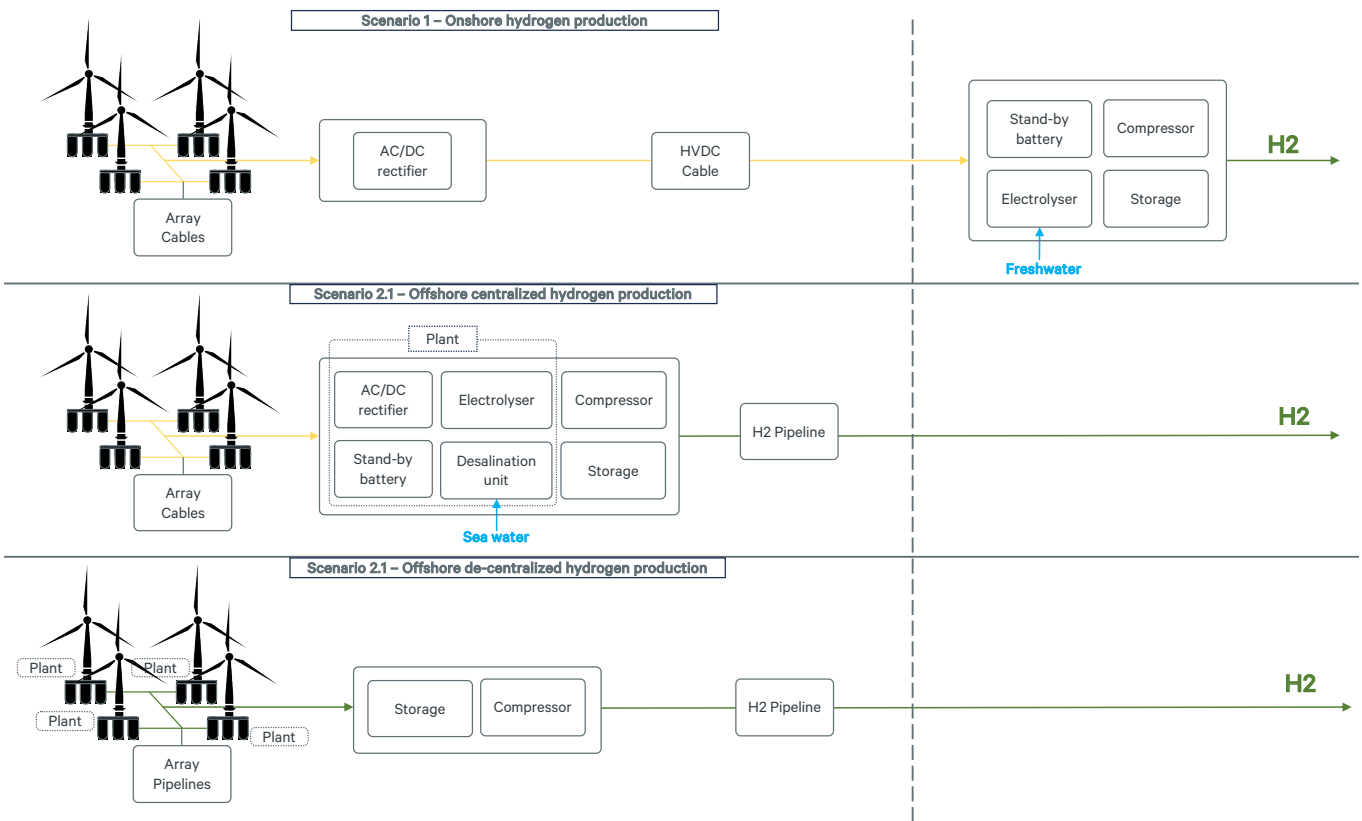 Scenario 1 – Onshore hydrogen production
AC/DC
rectifier
HVDC
Cable
Stand-by
battery
Compressor
Electrolyser
Storage
H2
Array
Cables
Freshwater
Scenario 2.1 – Offshore centralized hydrogen production
Plant
AC/DC
rectifier
Electrolyser
Compressor
Stand-by
battery
Desalination
unit
Storage
H2 Pipeline
H2
Array
Cables
Sea water
Scenario 2.1 – Offshore de-centralized hydrogen production
Plant
Plant
Plant
Plant
Storage
Compressor
H2 Pipeline
H2
Array
Pipelines